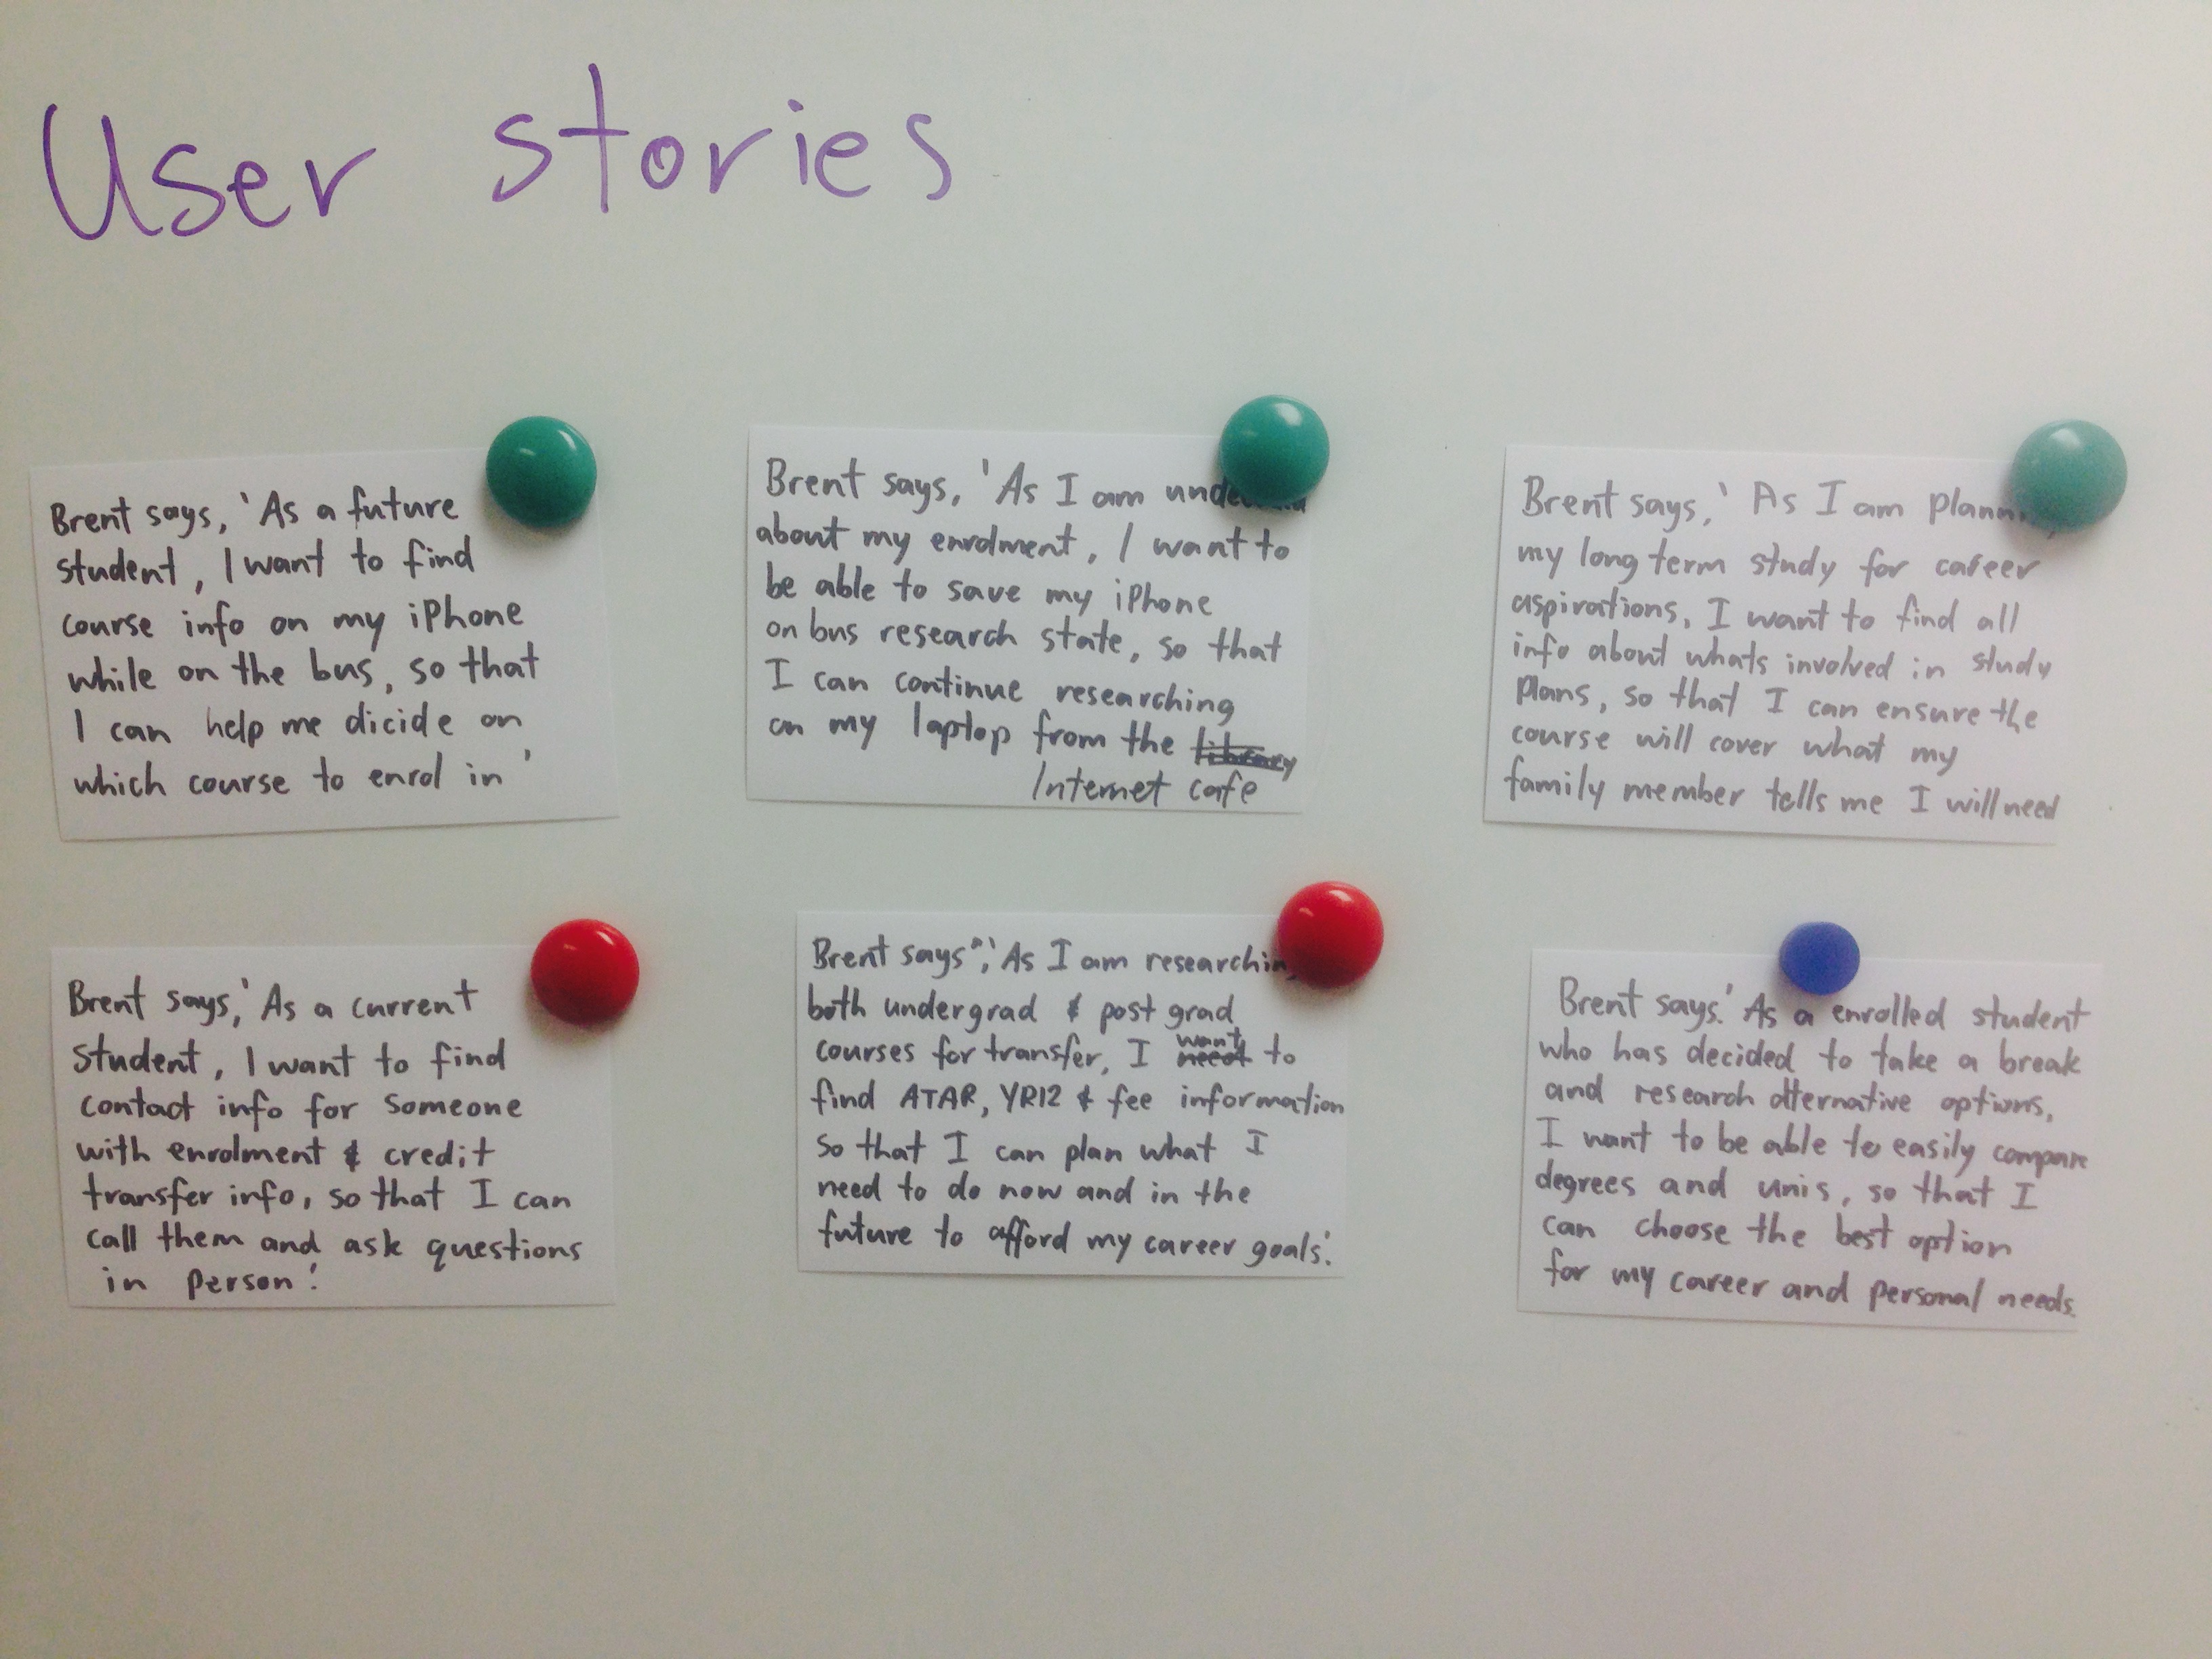 User stories
Brent says, 'As a future
student, I want to find
course info on my iPhone
while on the bus, so that
I can help me dicide on
which course to enrol in'
Brent says, 'As I am
about my enrolment, I want to
be able to save my iPhone
on bus research state, so that
I can continue researching
on my laptop from the library
Internet cafe
Brent says, 'As I am planning
my long term study for career
aspirations, I want to find all
info about whats involved in study
plans, so that I can ensure the
course will cover what my
family member tells me I will need
Brent says, 'As a current
student, I want to find
contact info for someone
with enrolment & credit
transfer info, so that I can
call them and ask questions
in person.'
Brent says", 'As I am researching
both undergrad & post grad
courses for transfer, I need want to
find ATAR, YR12 & fee information
so that I can plan what I
need to do now and in the
future to afford my career goals.'
Brent says.' As a enrolled student
who has decided to take a break
and research alternative options,
I want to be able to easily compare
degrees and unis, so that I
can choose the best option
for my career and personal needs.